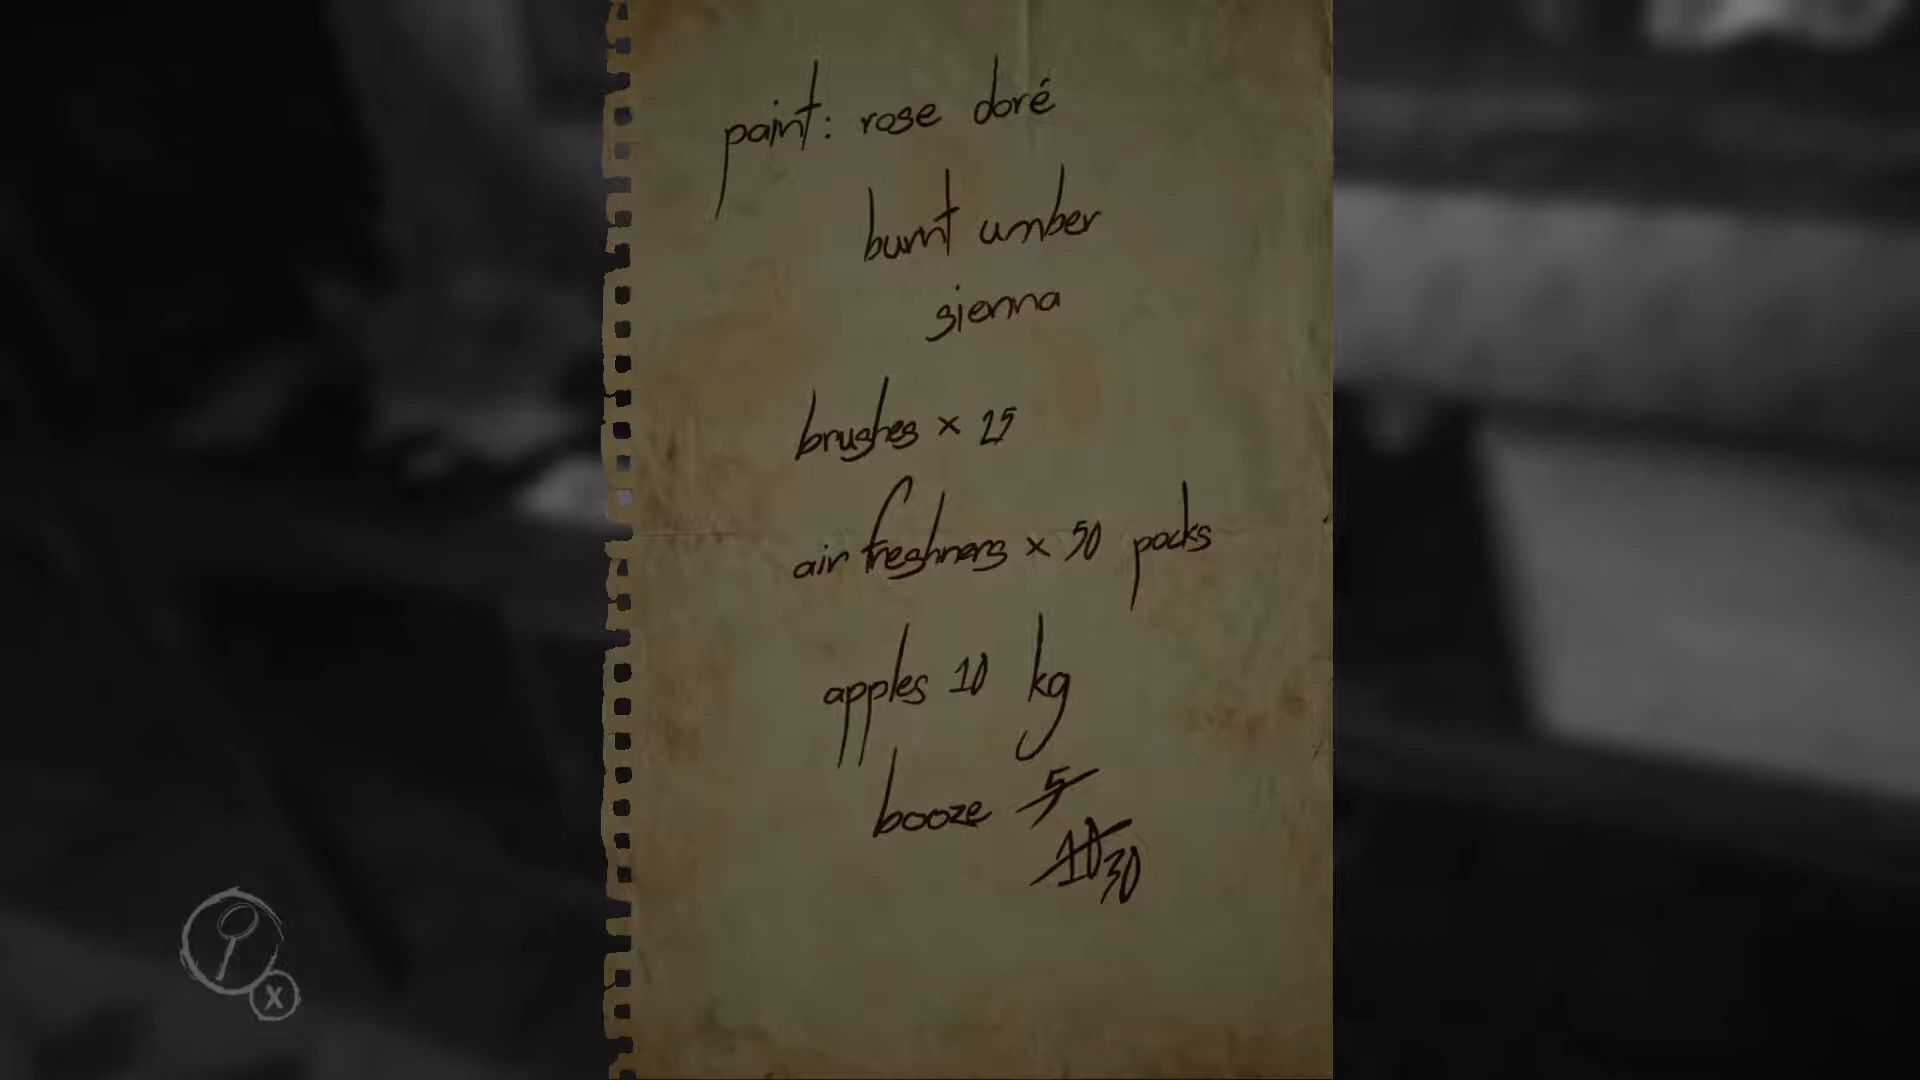 paint: rose doré
burnt umber
sienna
brushes x 25
air freshners x 50 packs
apples 10 kg
booze 5
10 30
X